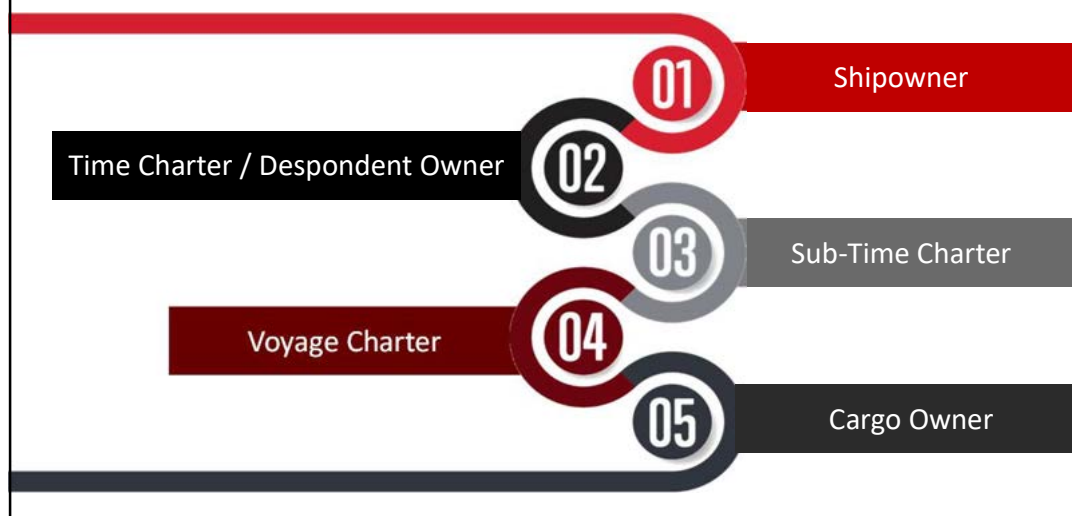 01
Shipowner
Time Charter / Despondent Owner
02
03
Sub-Time Charter
Voyage Charter
04
05
Cargo Owner